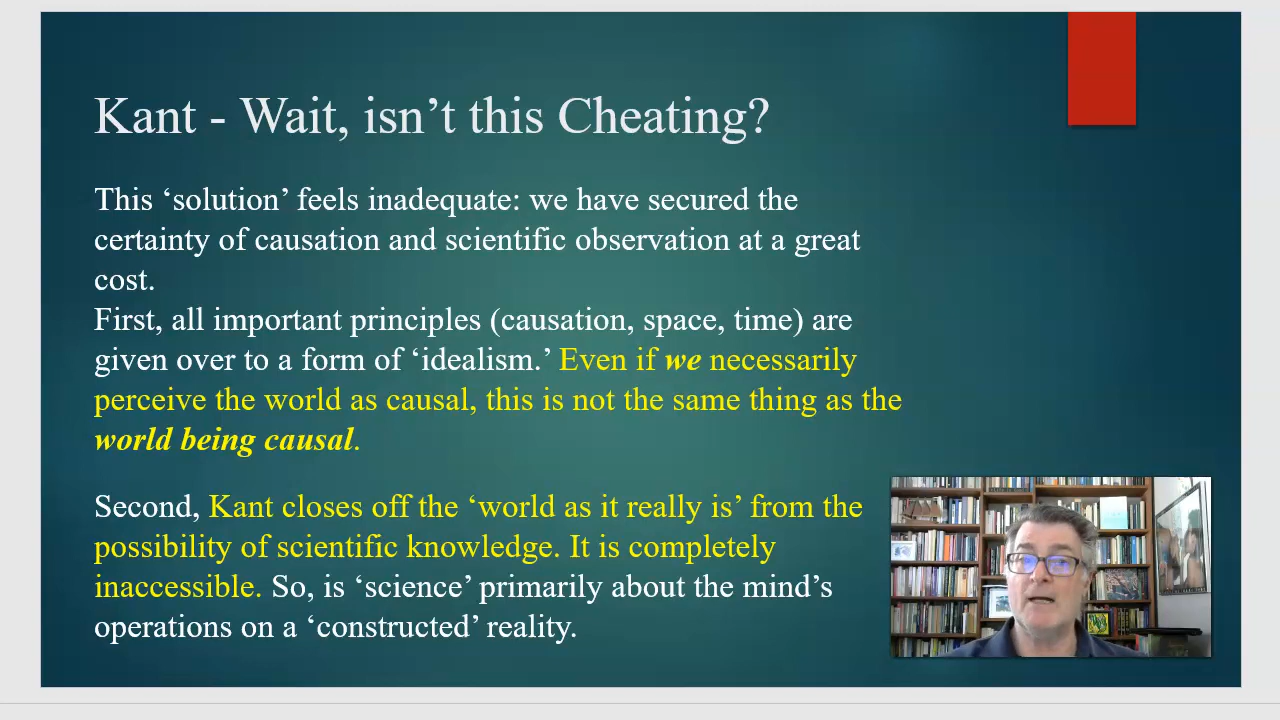 Kant - Wait, isn’t this Cheating?
This ‘solution’ feels inadequate: we have secured the
certainty of causation and scientific observation at a great
cost.
First, all important principles (causation, space, time) are
given over to a form of ‘idealism.’ Even if we necessarily
perceive the world as causal, this is not the same thing as the
world being causal.
Second, Kant closes off the ‘world as it really is’ from the
possibility of scientific knowledge. It is completely
inaccessible. So, is ‘science’ primarily about the mind’s
operations on a ‘constructed’ reality.